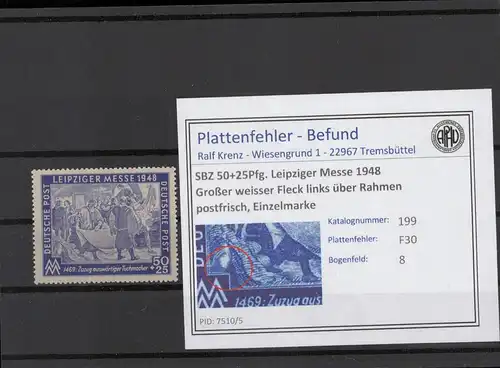 LEIPZIGER MESSE 1948
DEUTSCHE POST
DEUTSCHE POST
50
+25
1469: Zuzug auswärtiger Tuchmacher
Plattenfehler - Befund
Ralf Krenz - Wiesengrund 1 - 22967 Tremsbüttel
SBZ 50+25Pfg. Leipziger Messe 1948
Großer weisser Fleck links über Rahmen
postfrisch, Einzelmarke
Katalognummer: 199
Plattenfehler: F30
Bogenfeld: 8
1469: Zuzug aus
PID: 7510/5